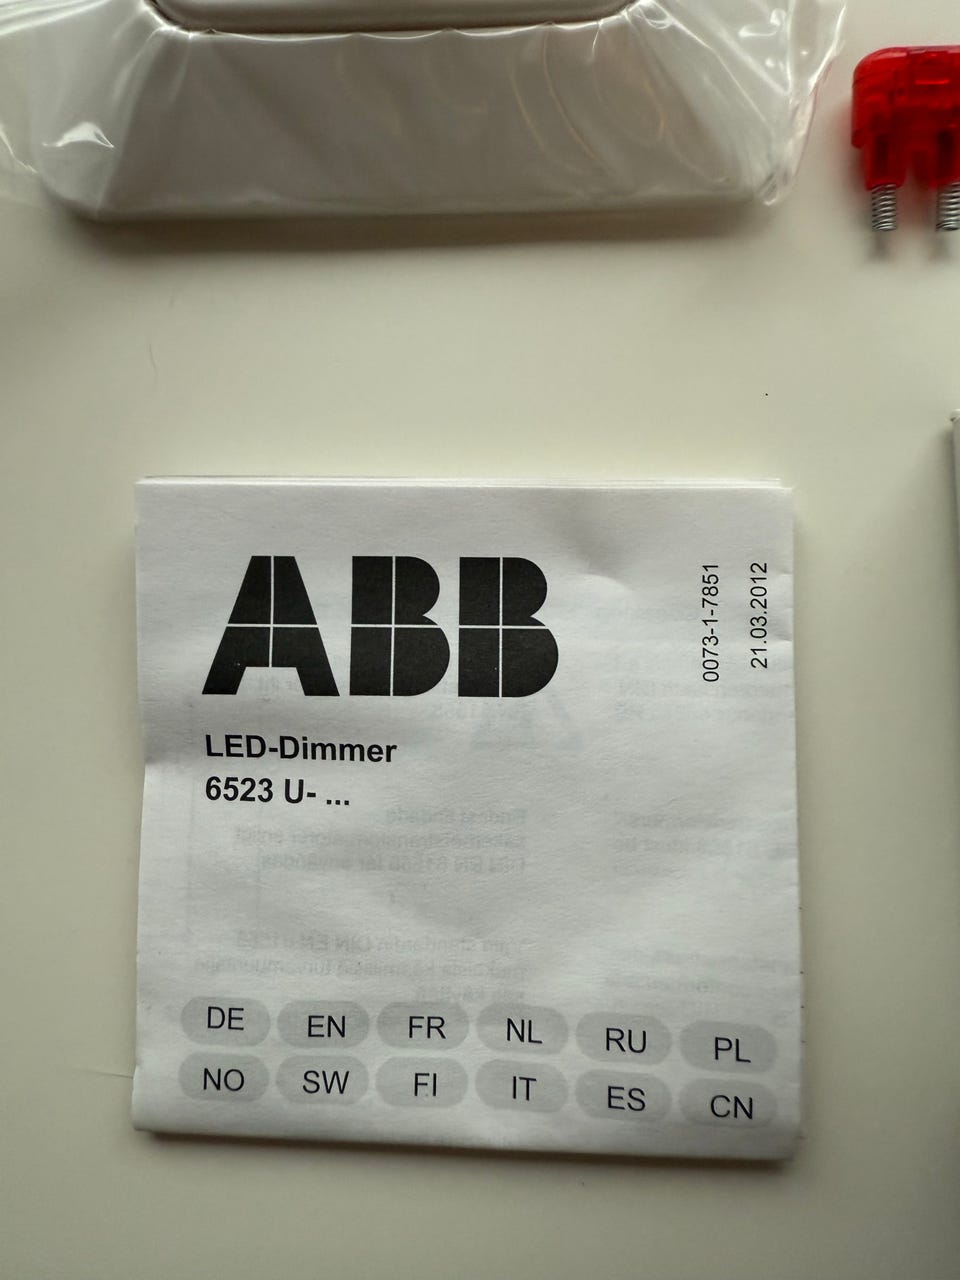 ABB
0073-1-7851
21.03.2012
LED-Dimmer
6523 U- ...
DE EN FR NL RU PL
NO SW FI IT ES CN